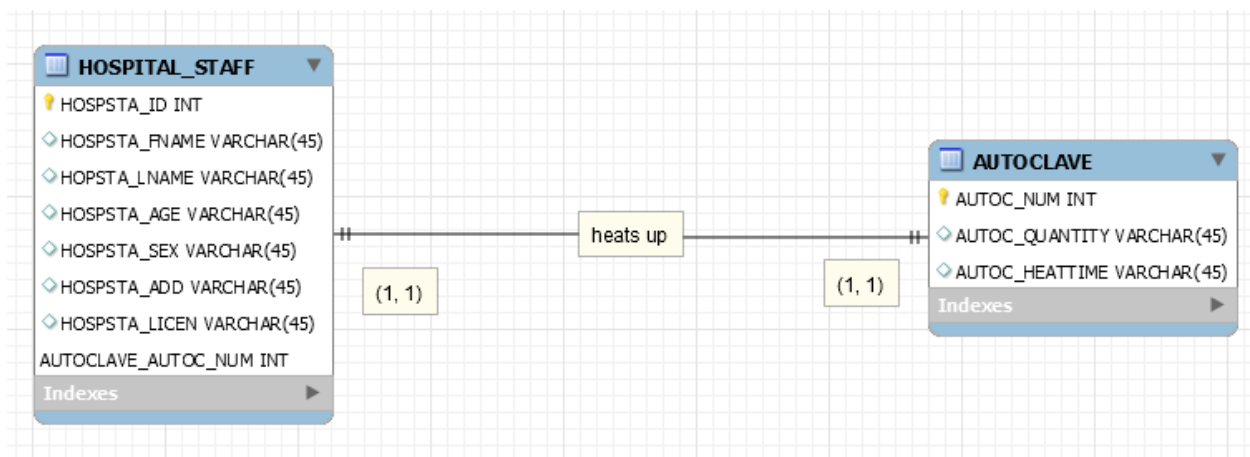 HOSPITAL_STAFF
HOSPSTA_ID INT
HOSPSTA_FNAME VARCHAR(45)
HOPSTA_LNAME VARCHAR(45)
HOSPSTA_AGE VARCHAR(45)
HOSPSTA_SEX VARCHAR(45)
HOSPSTA_ADD VARCHAR(45)
HOSPSTA_LICEN VARCHAR(45)
AUTOCLAVE_AUTOC_NUM INT
Indexes
(1, 1)
heats up
(1, 1)
AUTOCLAVE
AUTOC_NUM INT
AUTOC_QUANTITY VARCHAR(45)
AUTOC_HEATTIME VARCHAR(45)
Indexes